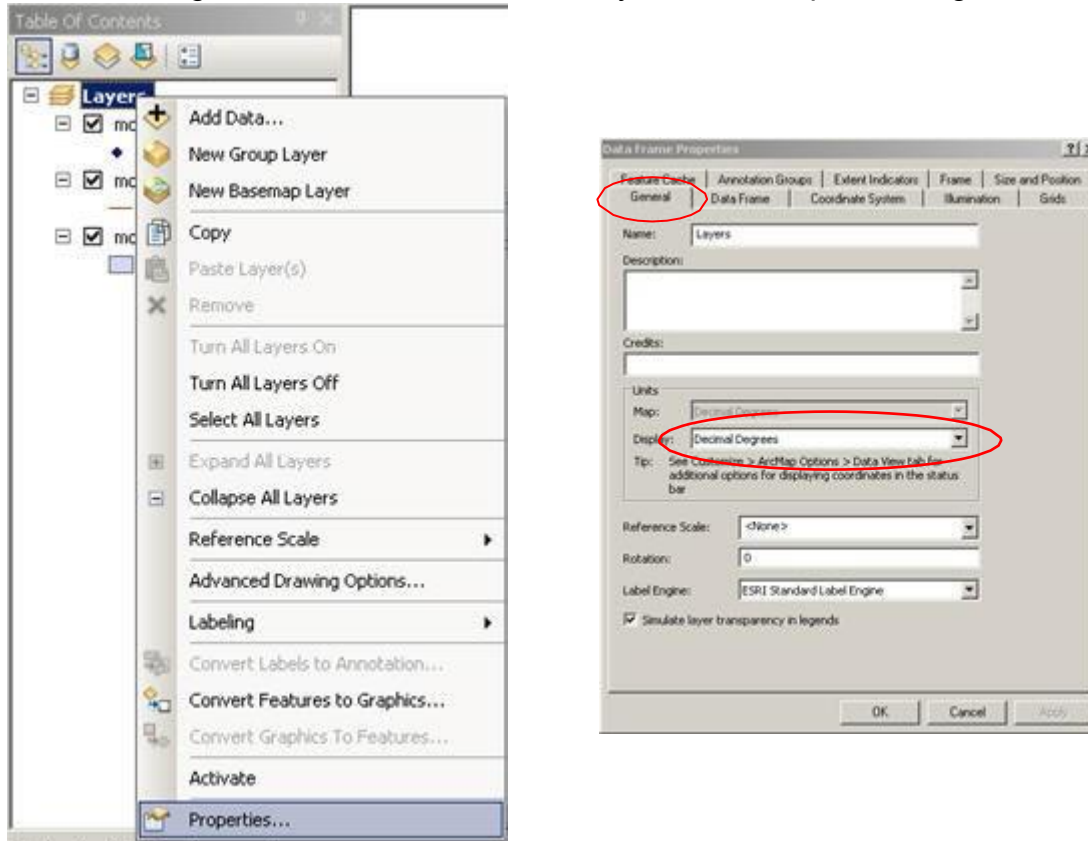 Table Of Contents
Layers
mc
mc
mc
Add Data...
New Group Layer
New Basemap Layer
Copy
Paste Layer(s)
Remove
Turn All Layers On
Turn All Layers Off
Select All Layers
Expand All Layers
Collapse All Layers
Reference Scale
Advanced Drawing Options...
Labeling
Convert Labels to Annotation...
Convert Features to Graphics...
Convert Graphics To Features...
Activate
Properties...
Data Frame Properties
Feature Cache Annotation Groups Extent Indicators Frame Size and Position
General Data Frame Coordinate System Illumination Grids
Name: Layers
Description:
Credits:
Units
Map: Decimal Degrees
Display: Decimal Degrees
Tip: See Customize > ArcMap Options > Data View tab for
additional options for displaying coordinates in the status
bar
Reference Scale: <None>
Rotation: 0
Label Engine: ESRI Standard Label Engine
Simulate layer transparency in legends
OK Cancel Apply